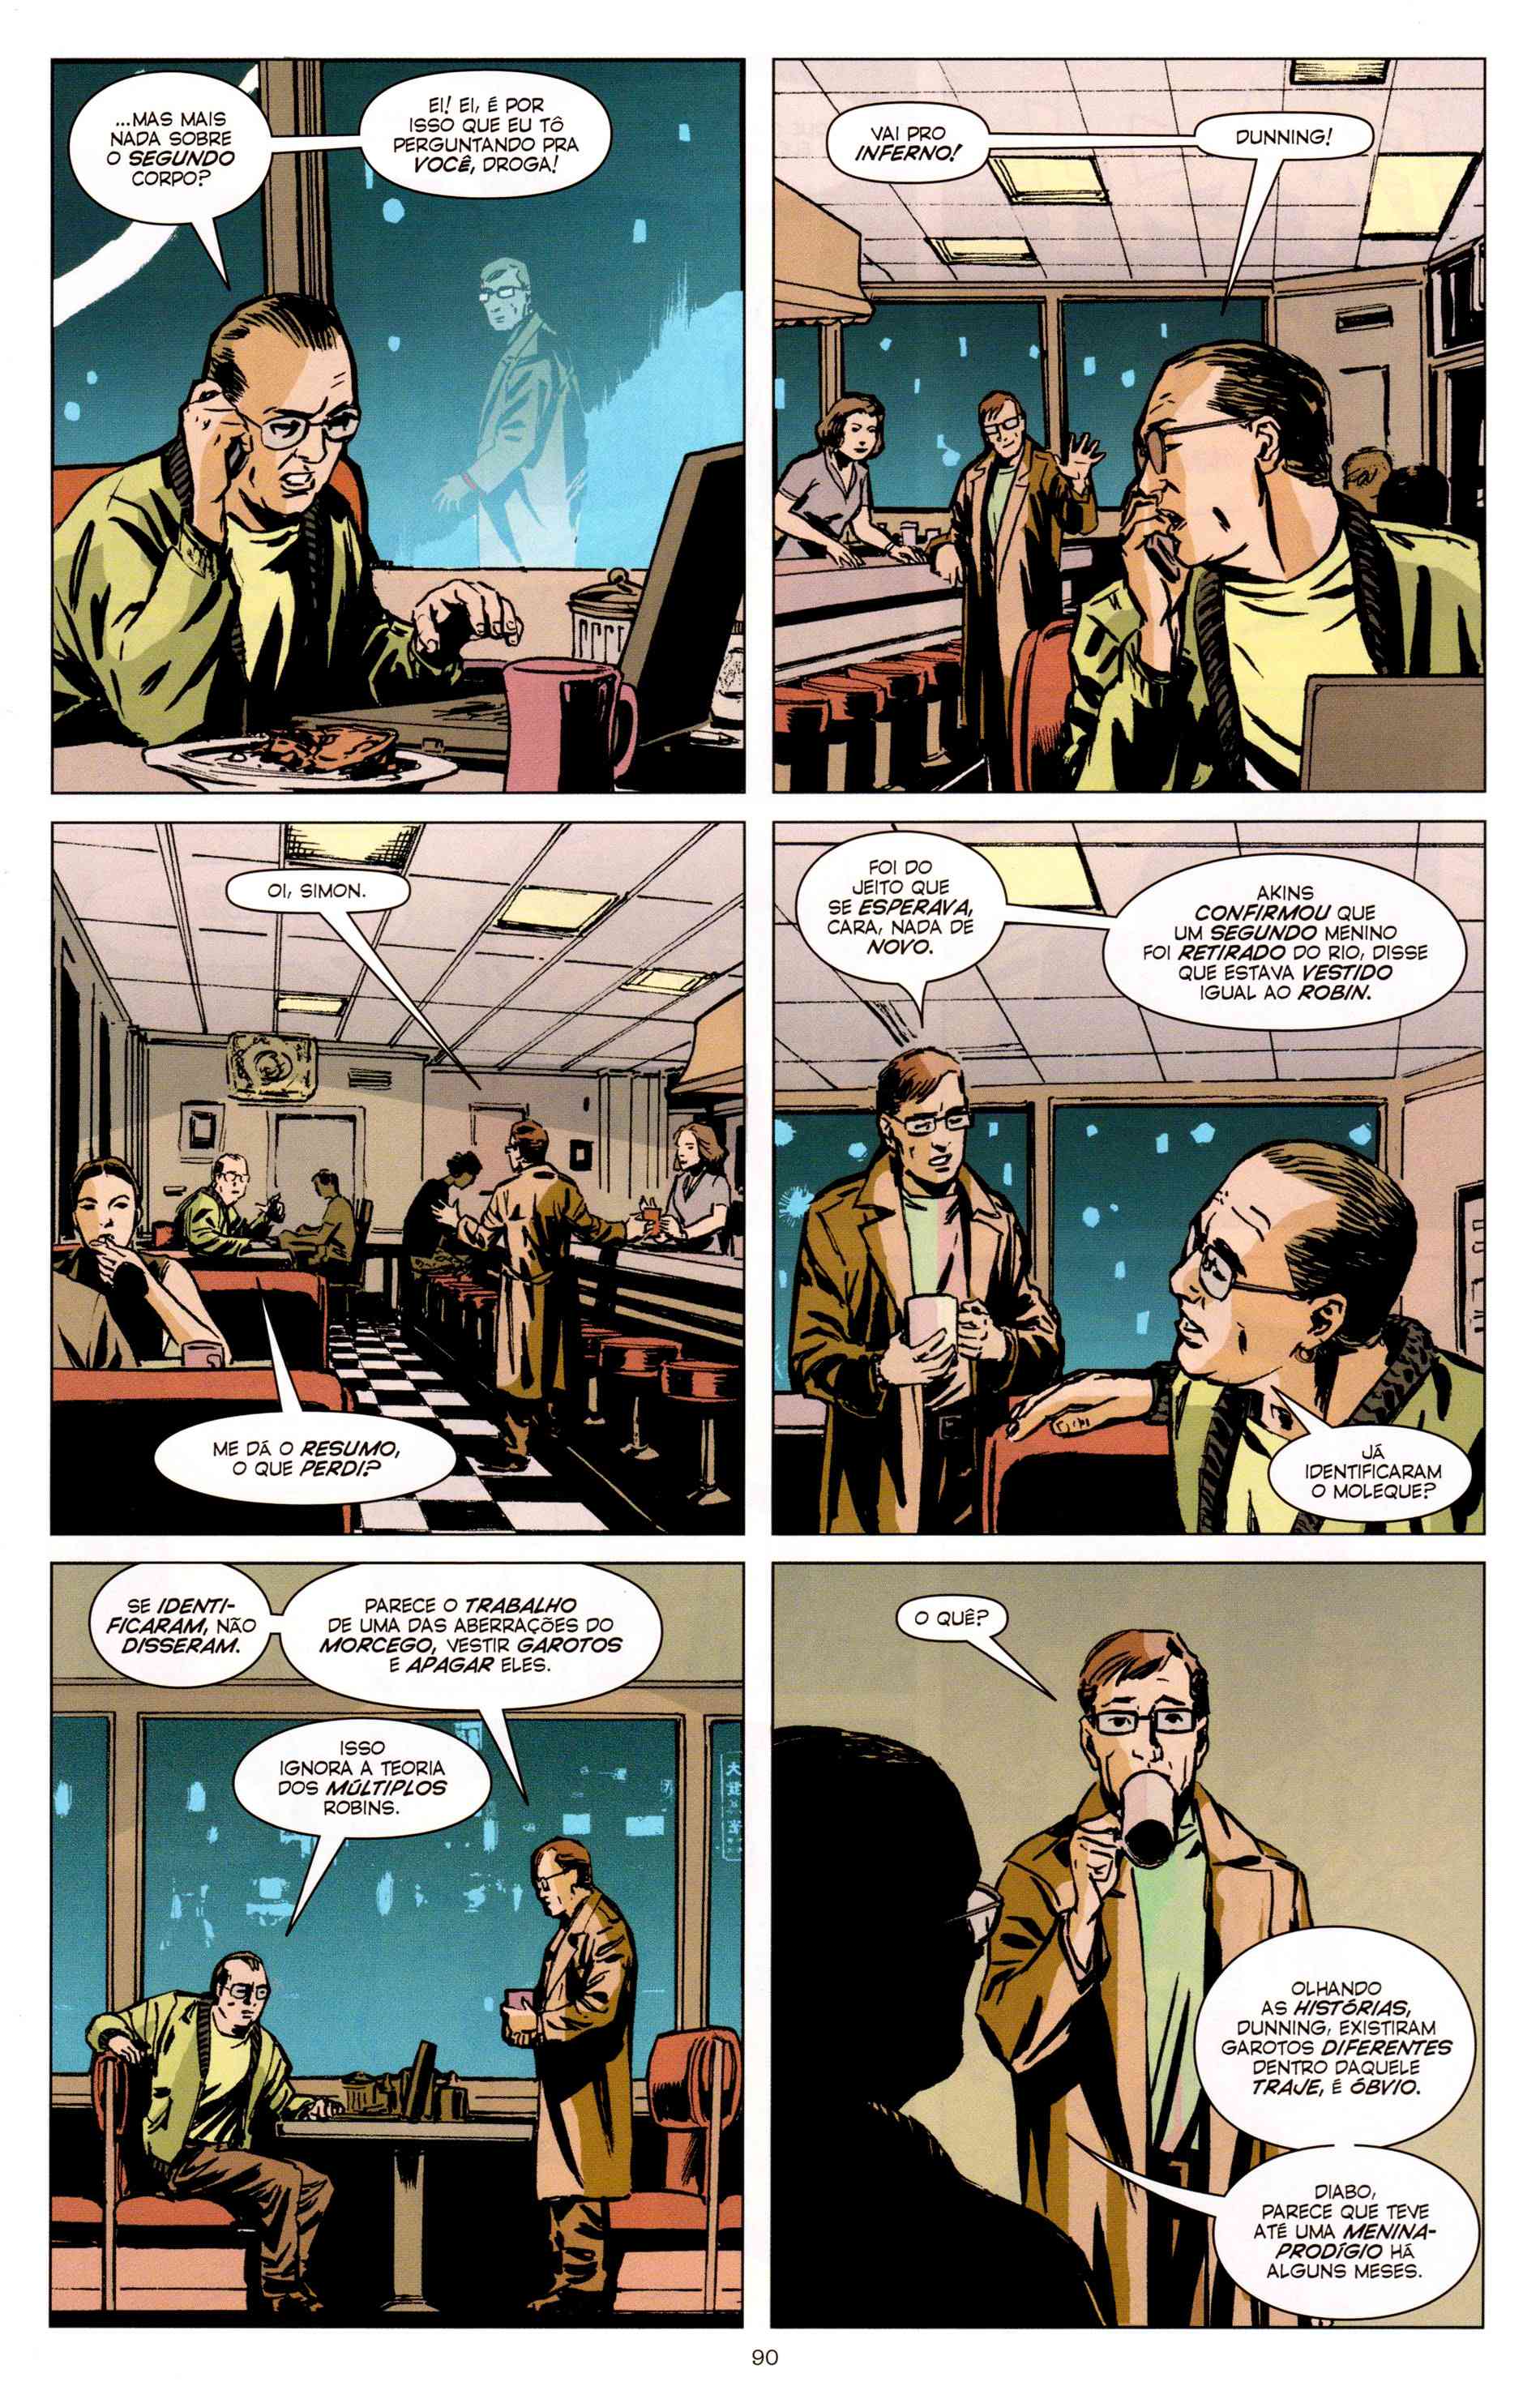 ...MAS MAIS
NADA SOBRE
O SEGUNDO
CORPO?
EI! EI, É POR
ISSO QUE EU TÔ
PERGUNTANDO PRA
VOCÊ, DROGA!
VAI PRO
INFERNO!
DUNNING!
OI, SIMON.
ME DÁ O RESUMO,
O QUE PERDI?
FOI DO
JEITO QUE
SE ESPERAVA,
CARA, NADA DE
NOVO.
AKINS
CONFIRMOU QUE
UM SEGUNDO MENINO
FOI RETIRADO DO RIO, DISSE
QUE ESTAVA VESTIDO
IGUAL AO ROBIN.
JÁ
IDENTIFICARAM
O MOLEQUE?
SE IDENTI-
FICARAM, NÃO
DISSERAM.
PARECE O TRABALHO
DE UMA DAS ABERRAÇÕES DO
MORCEGO, VESTIR GAROTOS
E APAGAR ELES.
ISSO
IGNORA A TEORIA
DOS MÚLTIPLOS
ROBINS.
O QUÊ?
OLHANDO
AS HISTÓRIAS,
DUNNING, EXISTIRAM
GAROTOS DIFERENTES
DENTRO DAQUELE
TRAJE, É ÓBVIO.
DIABO,
PARECE QUE TEVE
ATÉ UMA MENINA-
PRODÍGIO HÁ
ALGUNS MESES.
90